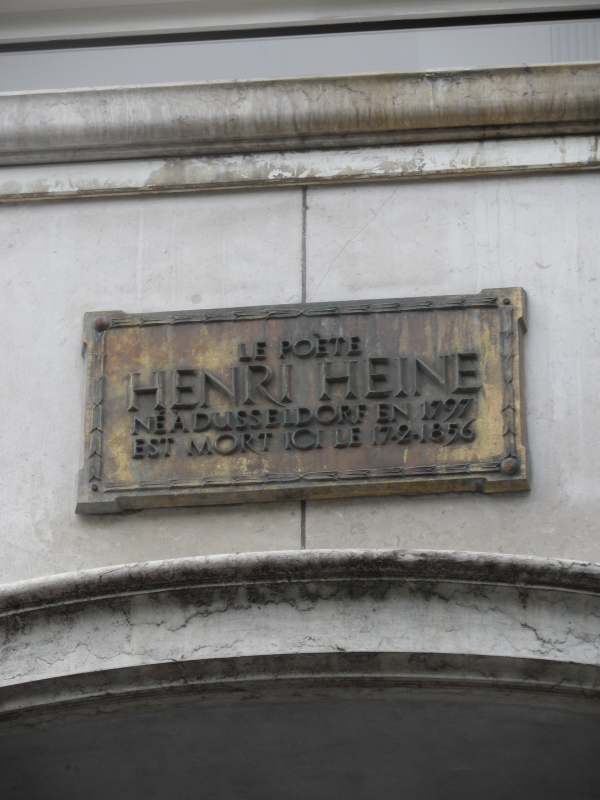 LE POÈTE
HENRI HEINE
NÉ À DUSSELDORF EN 1797
EST MORT ICI LE 17-2-1856